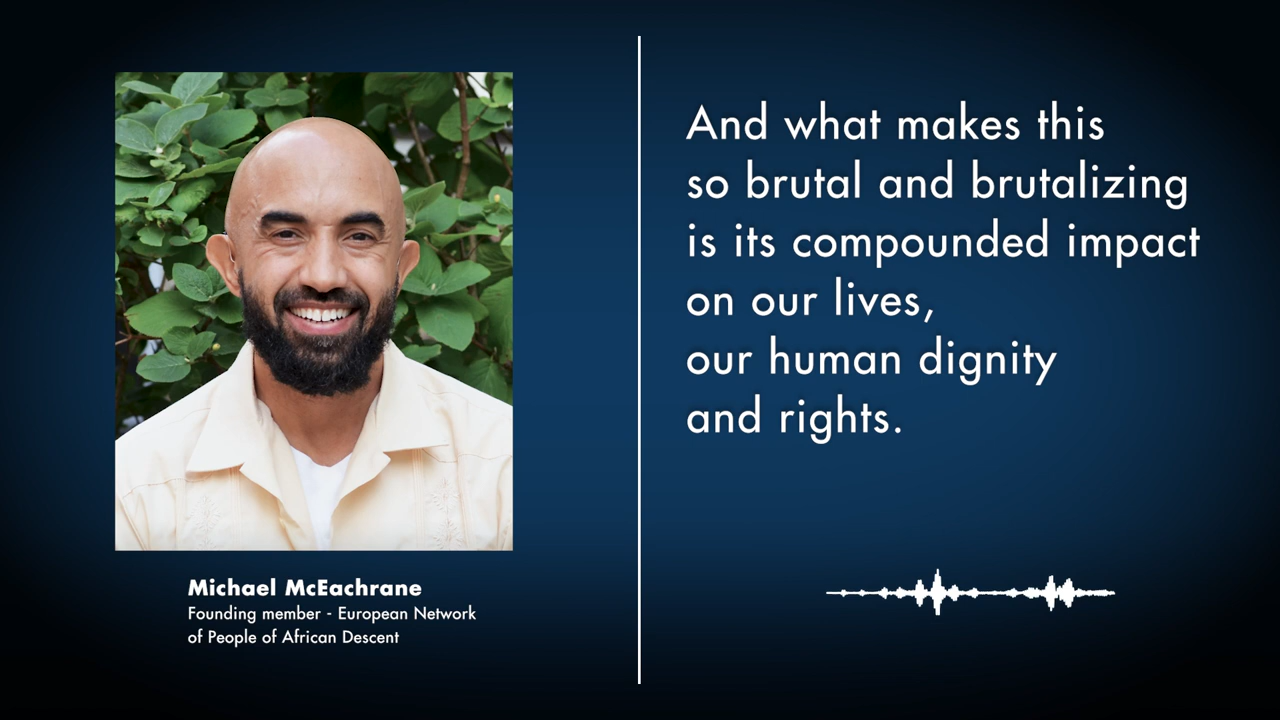 And what makes this
so brutal and brutalizing
is its compounded impact
on our lives,
our human dignity
and rights.
Michael McEachrane
Founding member - European Network
of People of African Descent